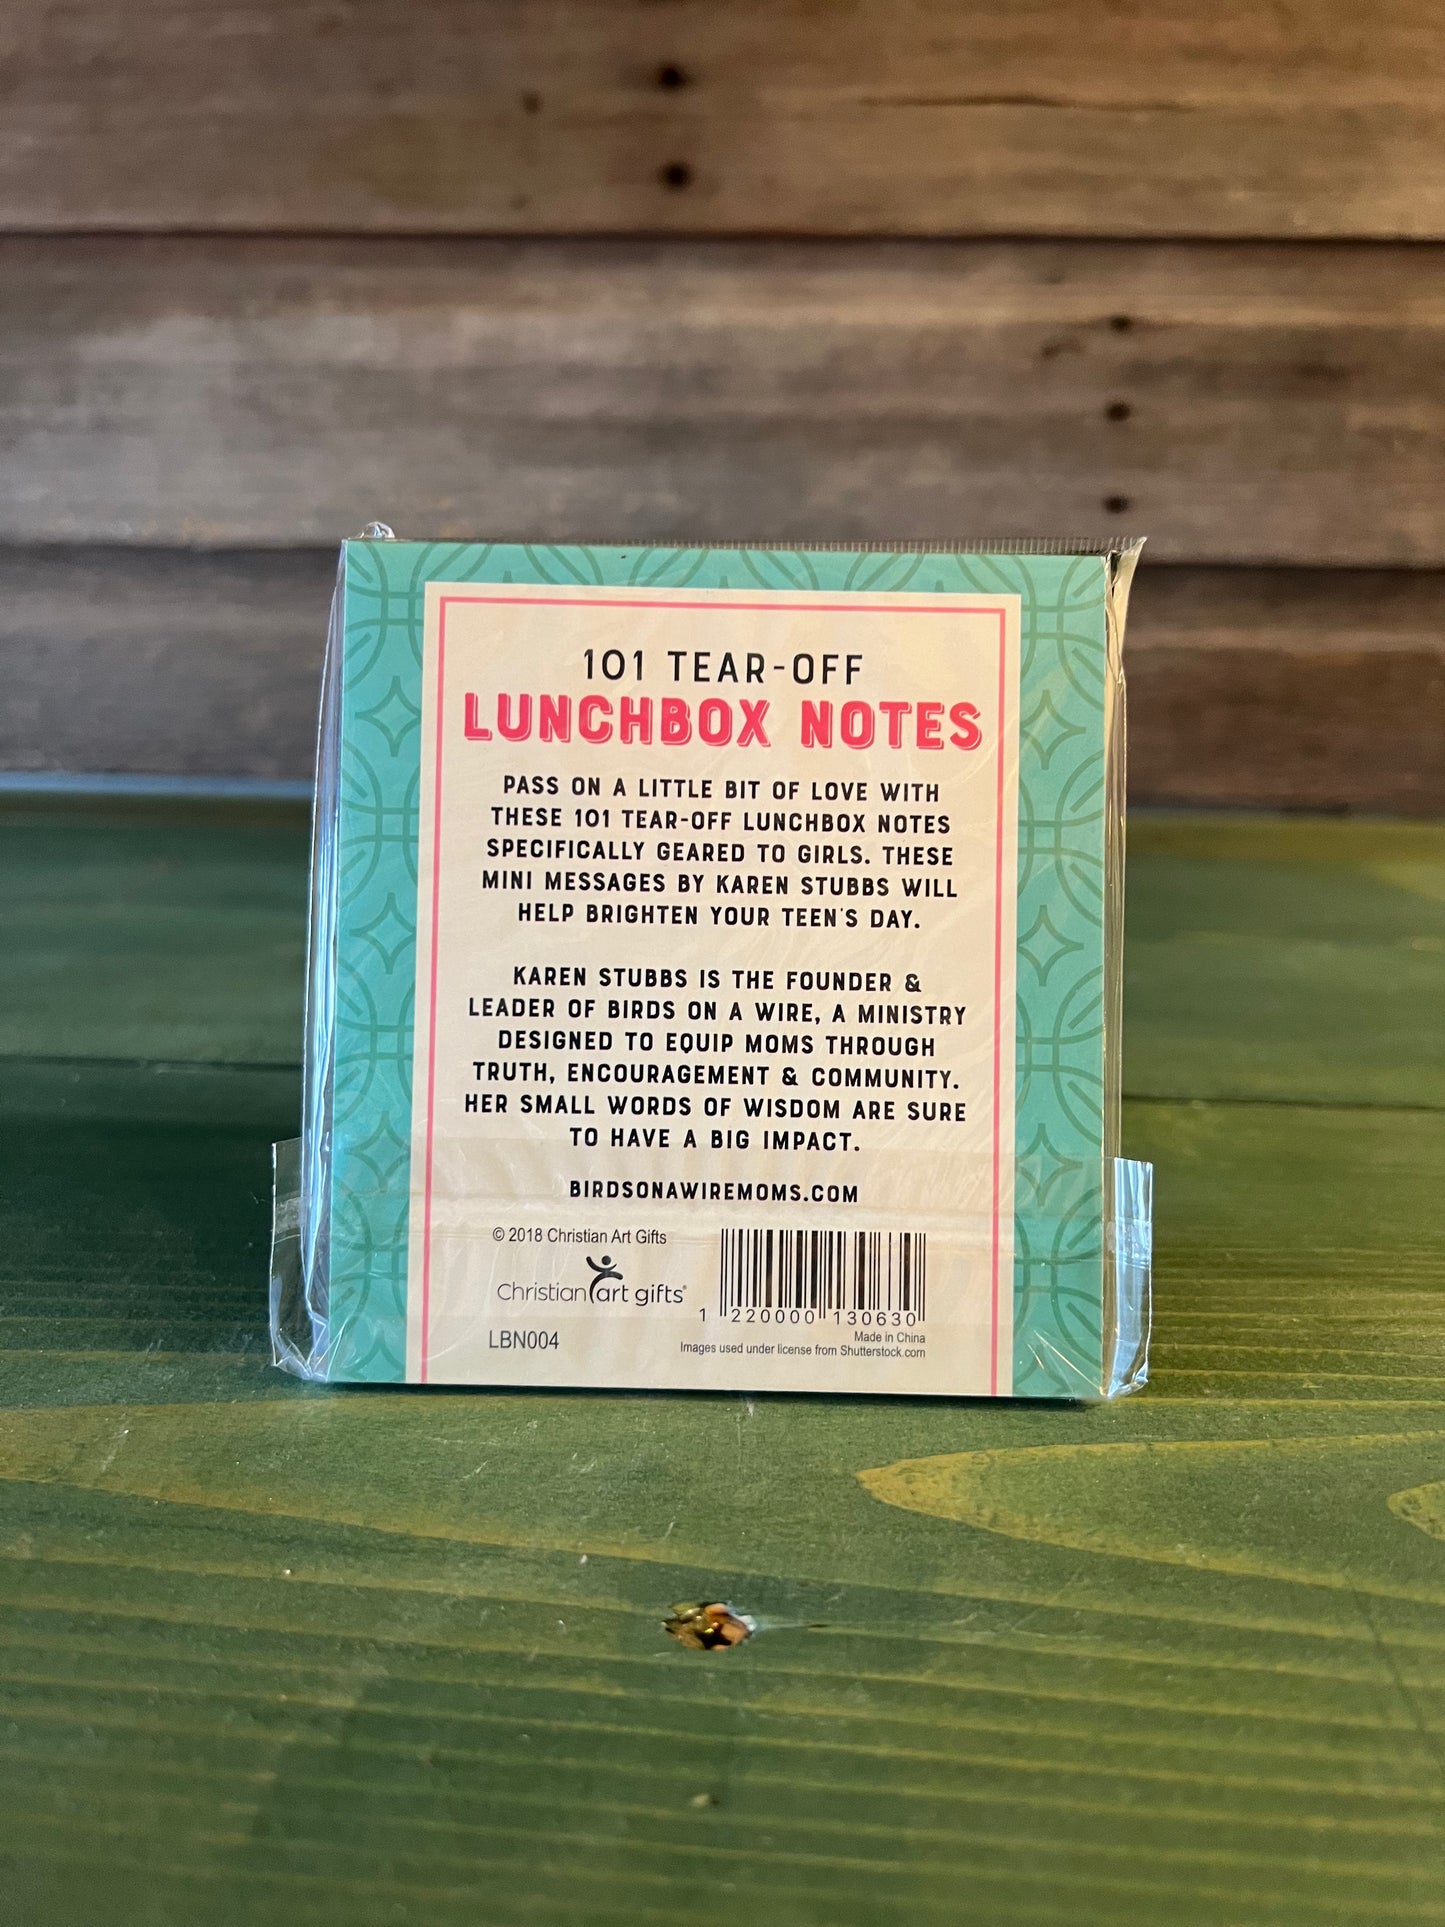 101 TEAR-OFF
LUNCHBOX NOTES
PASS ON A LITTLE BIT OF LOVE WITH
THESE 101 TEAR-OFF LUNCHBOX NOTES
SPECIFICALLY GEARED TO GIRLS. THESE
MINI MESSAGES BY KAREN STUBBS WILL
HELP BRIGHTEN YOUR TEEN'S DAY.
KAREN STUBBS IS THE FOUNDER &
LEADER OF BIRDS ON A WIRE, A MINISTRY
DESIGNED TO EQUIP MOMS THROUGH
TRUTH, ENCOURAGEMENT & COMMUNITY.
HER SMALL WORDS OF WISDOM ARE SURE
TO HAVE A BIG IMPACT.
BIRDSONAWIREMOMS.COM
© 2018 Christian Art Gifts
Christian art gifts®
LBN004
1 220000 130630
Made in China
Images used under license from Shutterstock.com